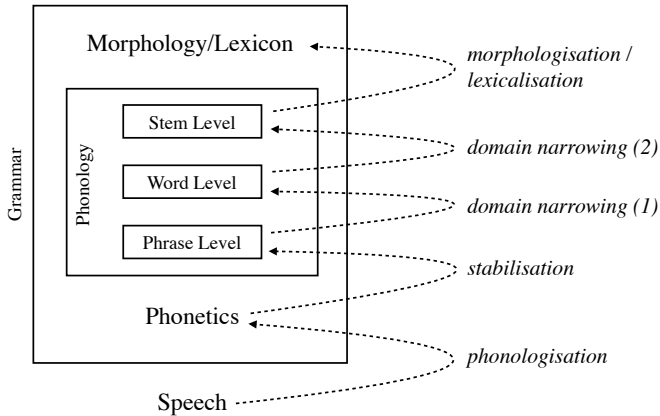 Morphology/Lexicon
morphologisation /
lexicalisation
Stem Level
domain narrowing (2)
Word Level
Phonology
Grammar
domain narrowing (1)
Phrase Level
stabilisation
Phonetics
phonologisation
Speech